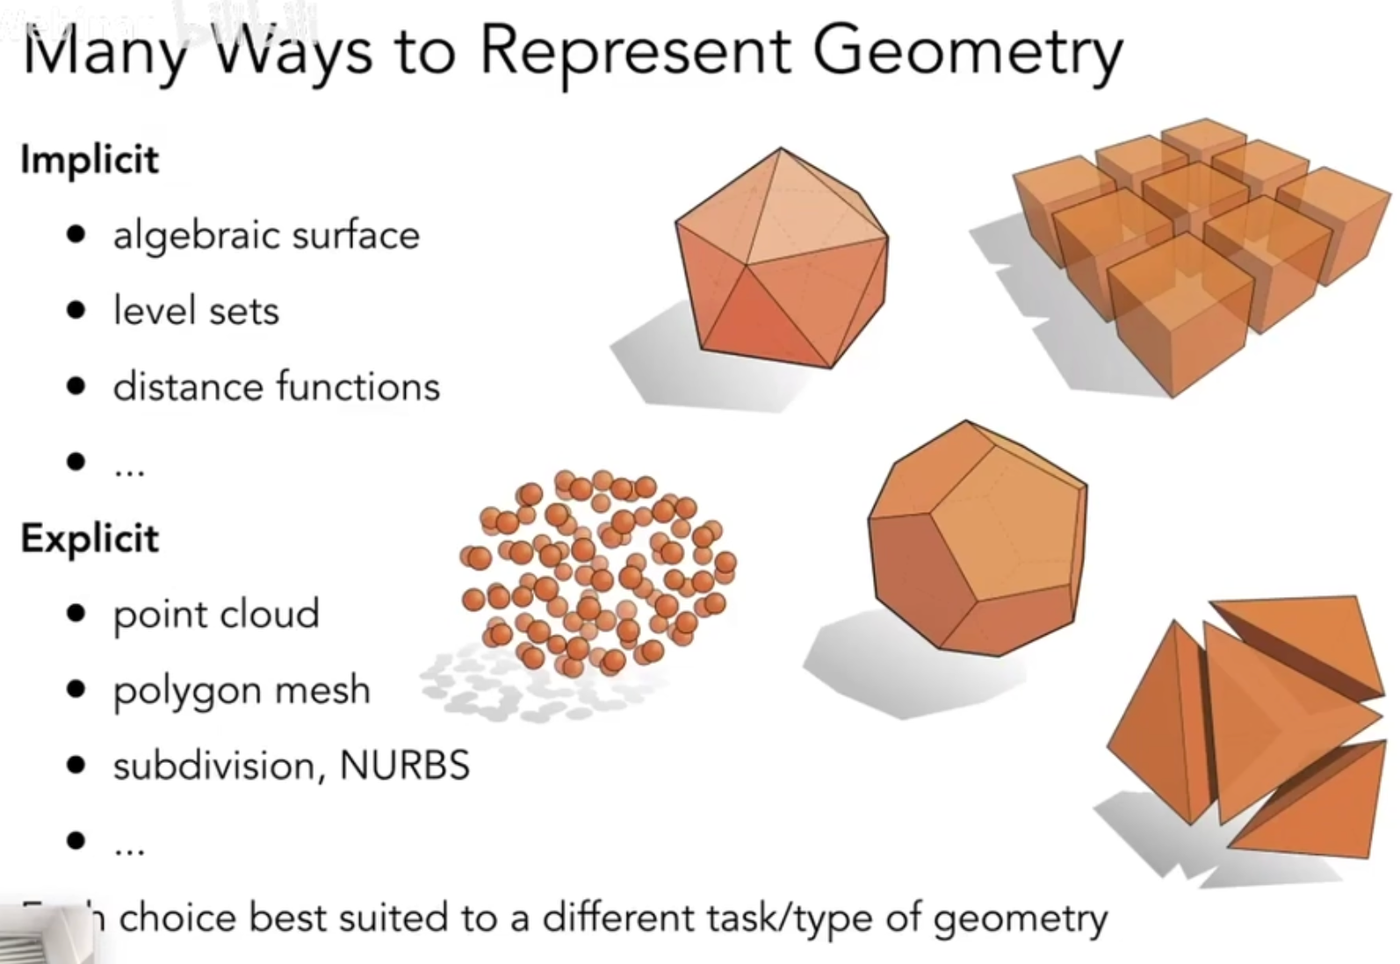 Many Ways to Represent Geometry
Implicit
● algebraic surface
● level sets
● distance functions
● ...
Explicit
● point cloud
● polygon mesh
● subdivision, NURBS
● ...
choice best suited to a different task/type of geometry